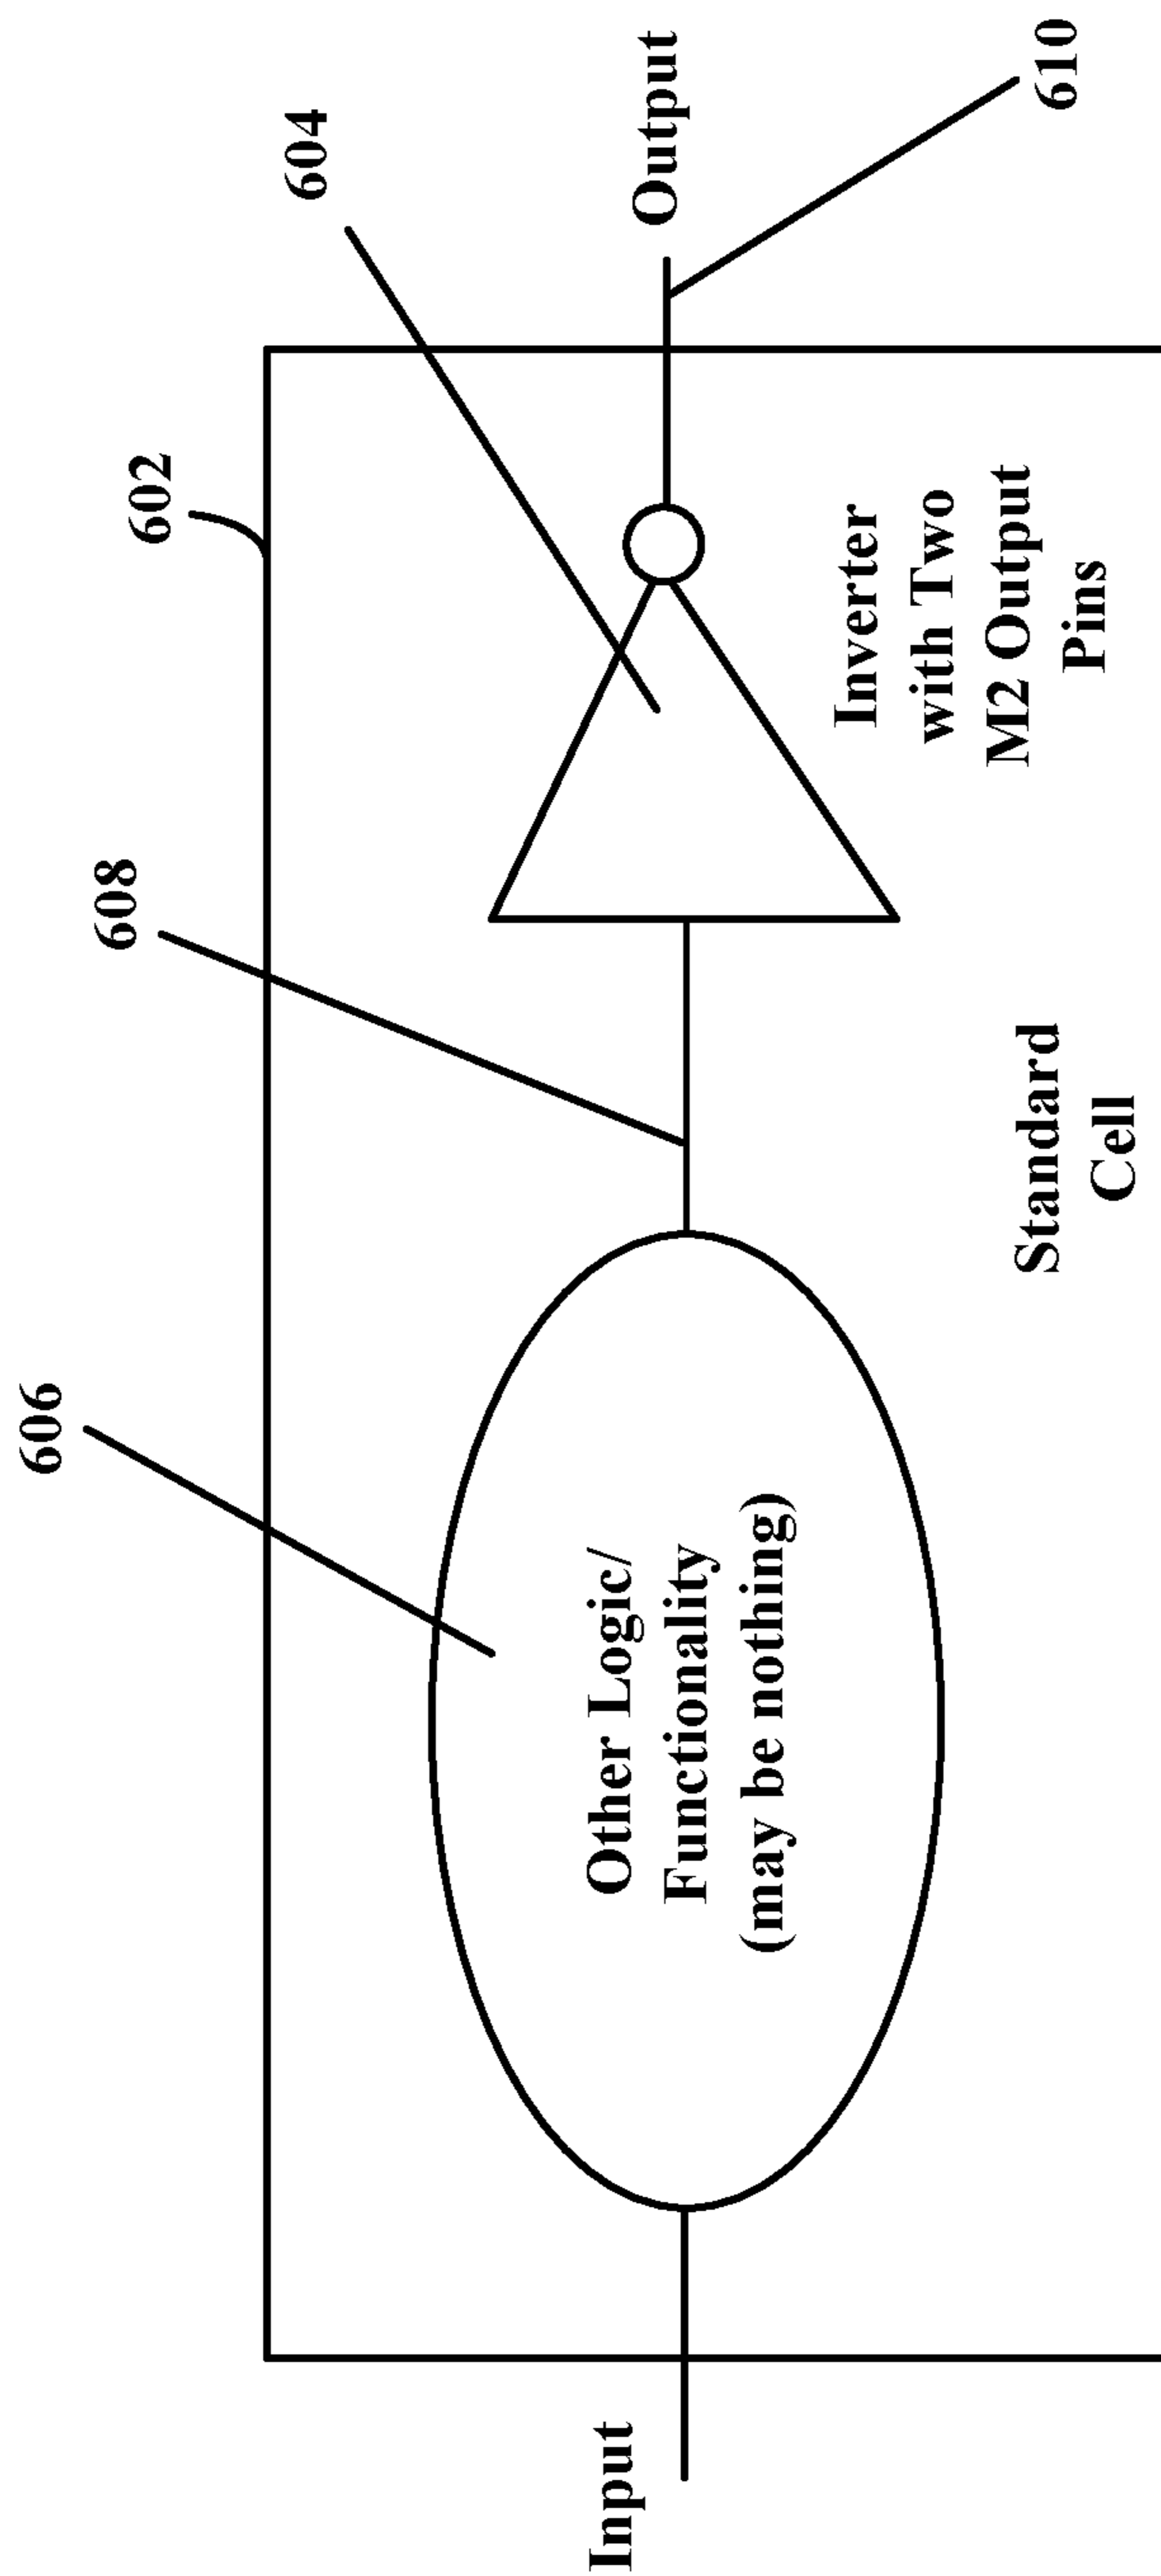 606
608
602
604
610
Input
Other Logic/
Functionality
(may be nothing)
Inverter
with Two
M2 Output
Pins
Output
Standard
Cell